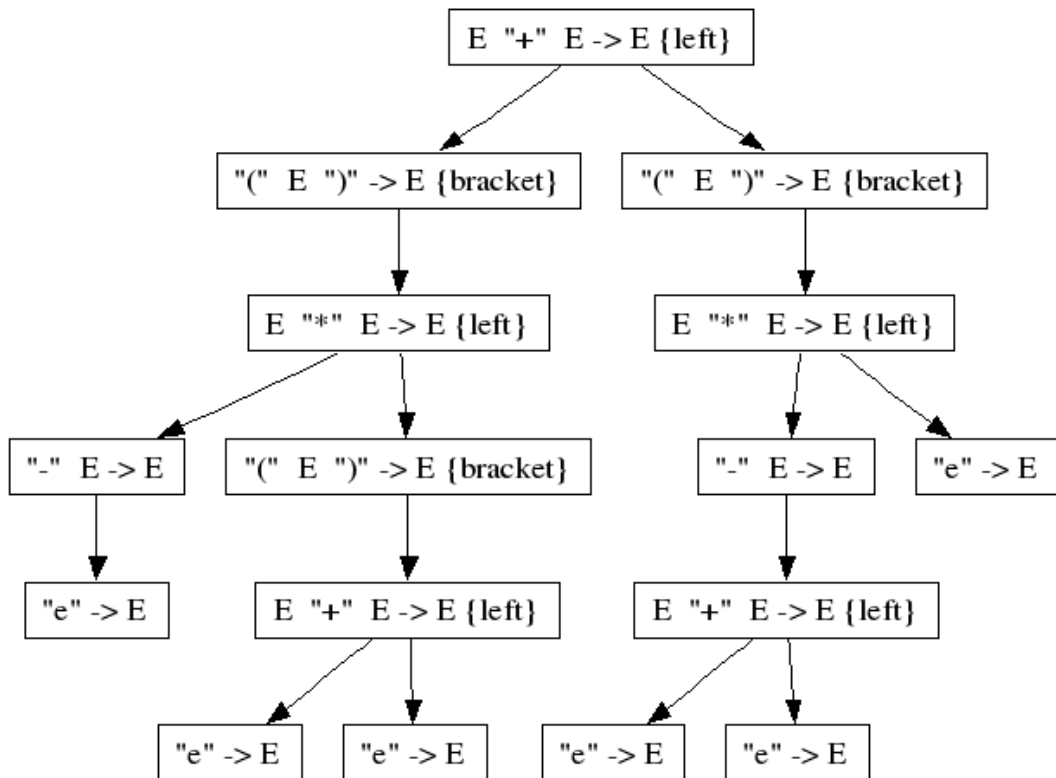 E "+" E -> E {left}
"(" E ")" -> E {bracket}
"(" E ")" -> E {bracket}
E "*" E -> E {left}
E "*" E -> E {left}
"-" E -> E
"(" E ")" -> E {bracket}
"-" E -> E
"e" -> E
"e" -> E
E "+" E -> E {left}
E "+" E -> E {left}
"e" -> E
"e" -> E
"e" -> E
"e" -> E